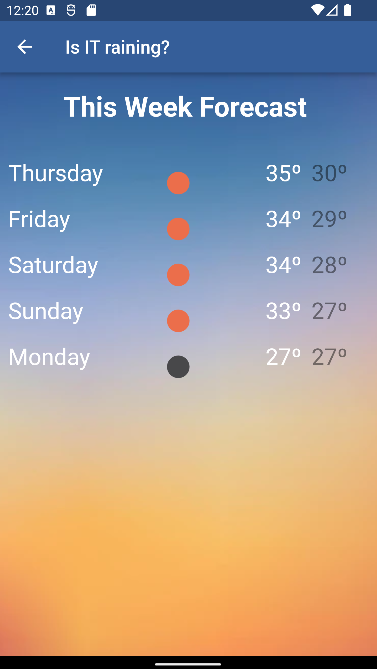 12:20
Is IT raining?
This Week Forecast
Thursday 35º 30º
Friday 34º 29º
Saturday 34º 28º
Sunday 33º 27º
Monday 27º 27º